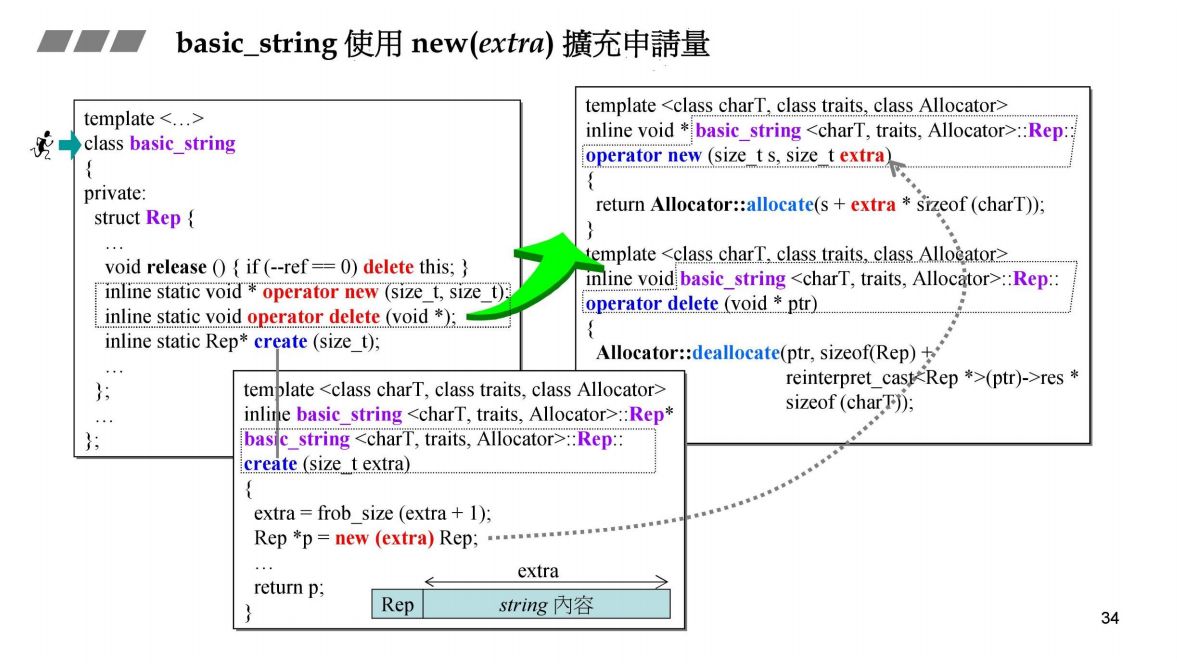 basic_string 使用 new(extra) 擴充申請量
template <…>
class basic_string
{
private:
struct Rep {
…
void release () { if (--ref == 0) delete this; }
inline static void * operator new (size_t, size_t);
inline static void operator delete (void *);
inline static Rep* create (size_t);
…
};
…
};
template <class charT, class traits, class Allocator>
inline basic_string <charT, traits, Allocator>::Rep*
basic_string <charT, traits, Allocator>::Rep::
create (size_t extra)
{
extra = frob_size (extra + 1);
Rep *p = new (extra) Rep;
…
return p;
}
extra
Rep
string 內容
template <class charT, class traits, class Allocator>
inline void * basic_string <charT, traits, Allocator>::Rep::
operator new (size_t s, size_t extra)
{
return Allocator::allocate(s + extra * sizeof (charT));
}
template <class charT, class traits, class Allocator>
inline void basic_string <charT, traits, Allocator>::Rep::
operator delete (void * ptr)
{
Allocator::deallocate(ptr, sizeof(Rep) +
reinterpret_cast<Rep *>(ptr)->res *
sizeof (charT));
34